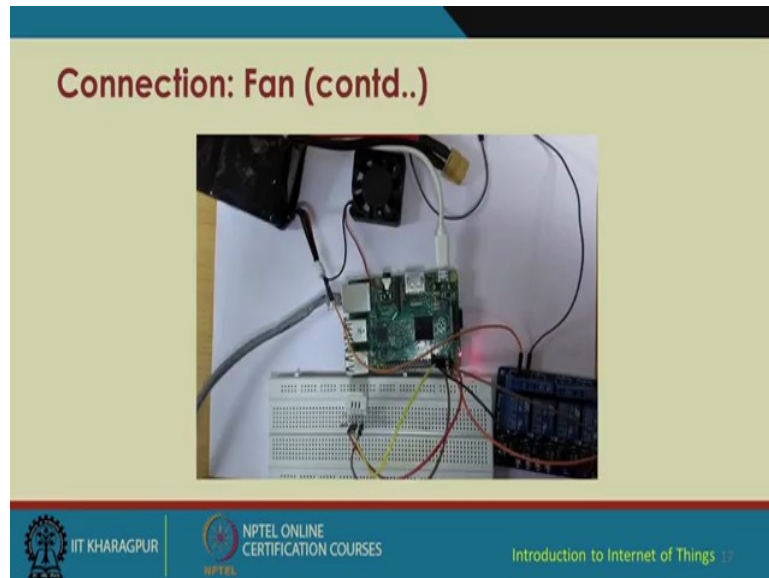 Connection: Fan (contd..)
IIT KHARAGPUR
NPTEL
NPTEL ONLINE
CERTIFICATION COURSES
Introduction to Internet of Things 17